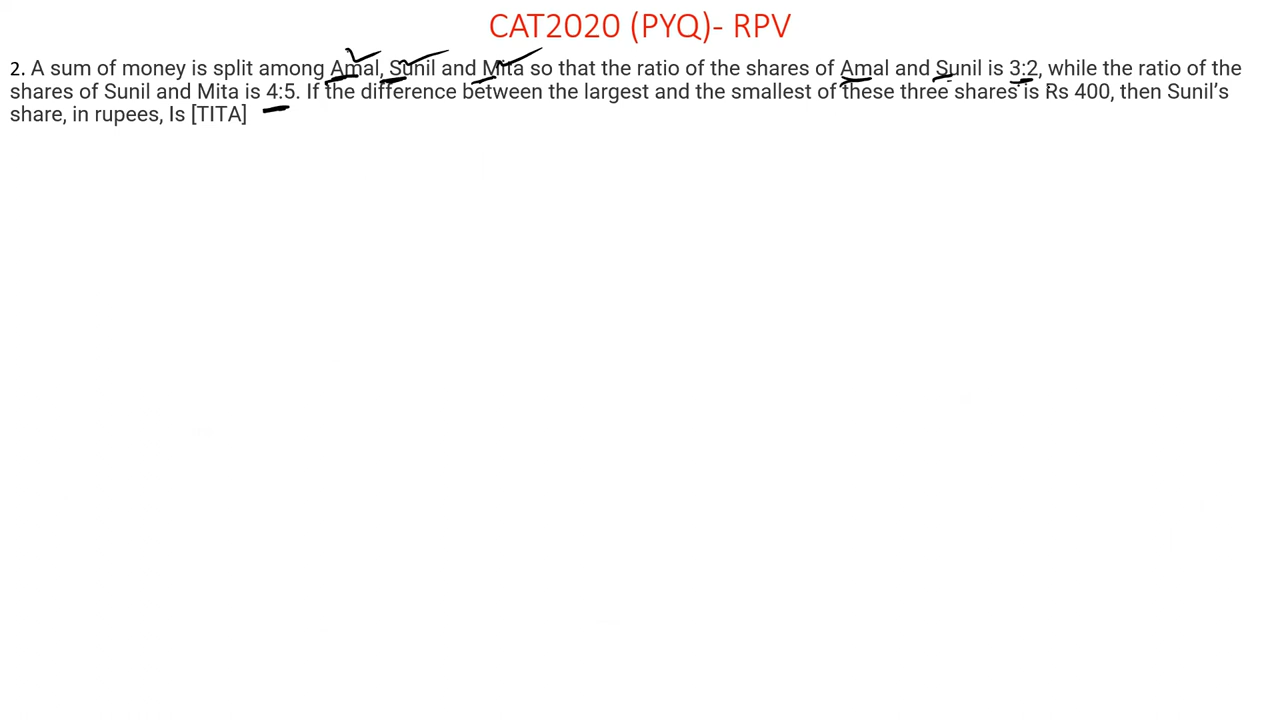 CAT2020 (PYQ)- RPV
2. A sum of money is split among Amal, Sunil and Mita so that the ratio of the shares of Amal and Sunil is 3:2, while the ratio of the
shares of Sunil and Mita is 4:5. If the difference between the largest and the smallest of these three shares is Rs 400, then Sunil's
share, in rupees, Is [TITA]